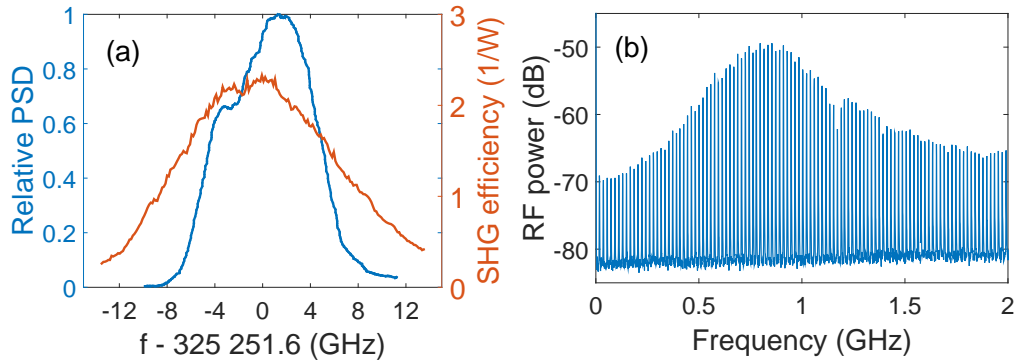 (a)
Relative PSD
1
0.8
0.6
0.4
0.2
0
SHG efficiency (1/W)
3
2
1
0
-12 -8 -4 0 4 8 12
f - 325 251.6 (GHz)
(b)
RF power (dB)
-50
-60
-70
-80
0 0.5 1 1.5 2
Frequency (GHz)